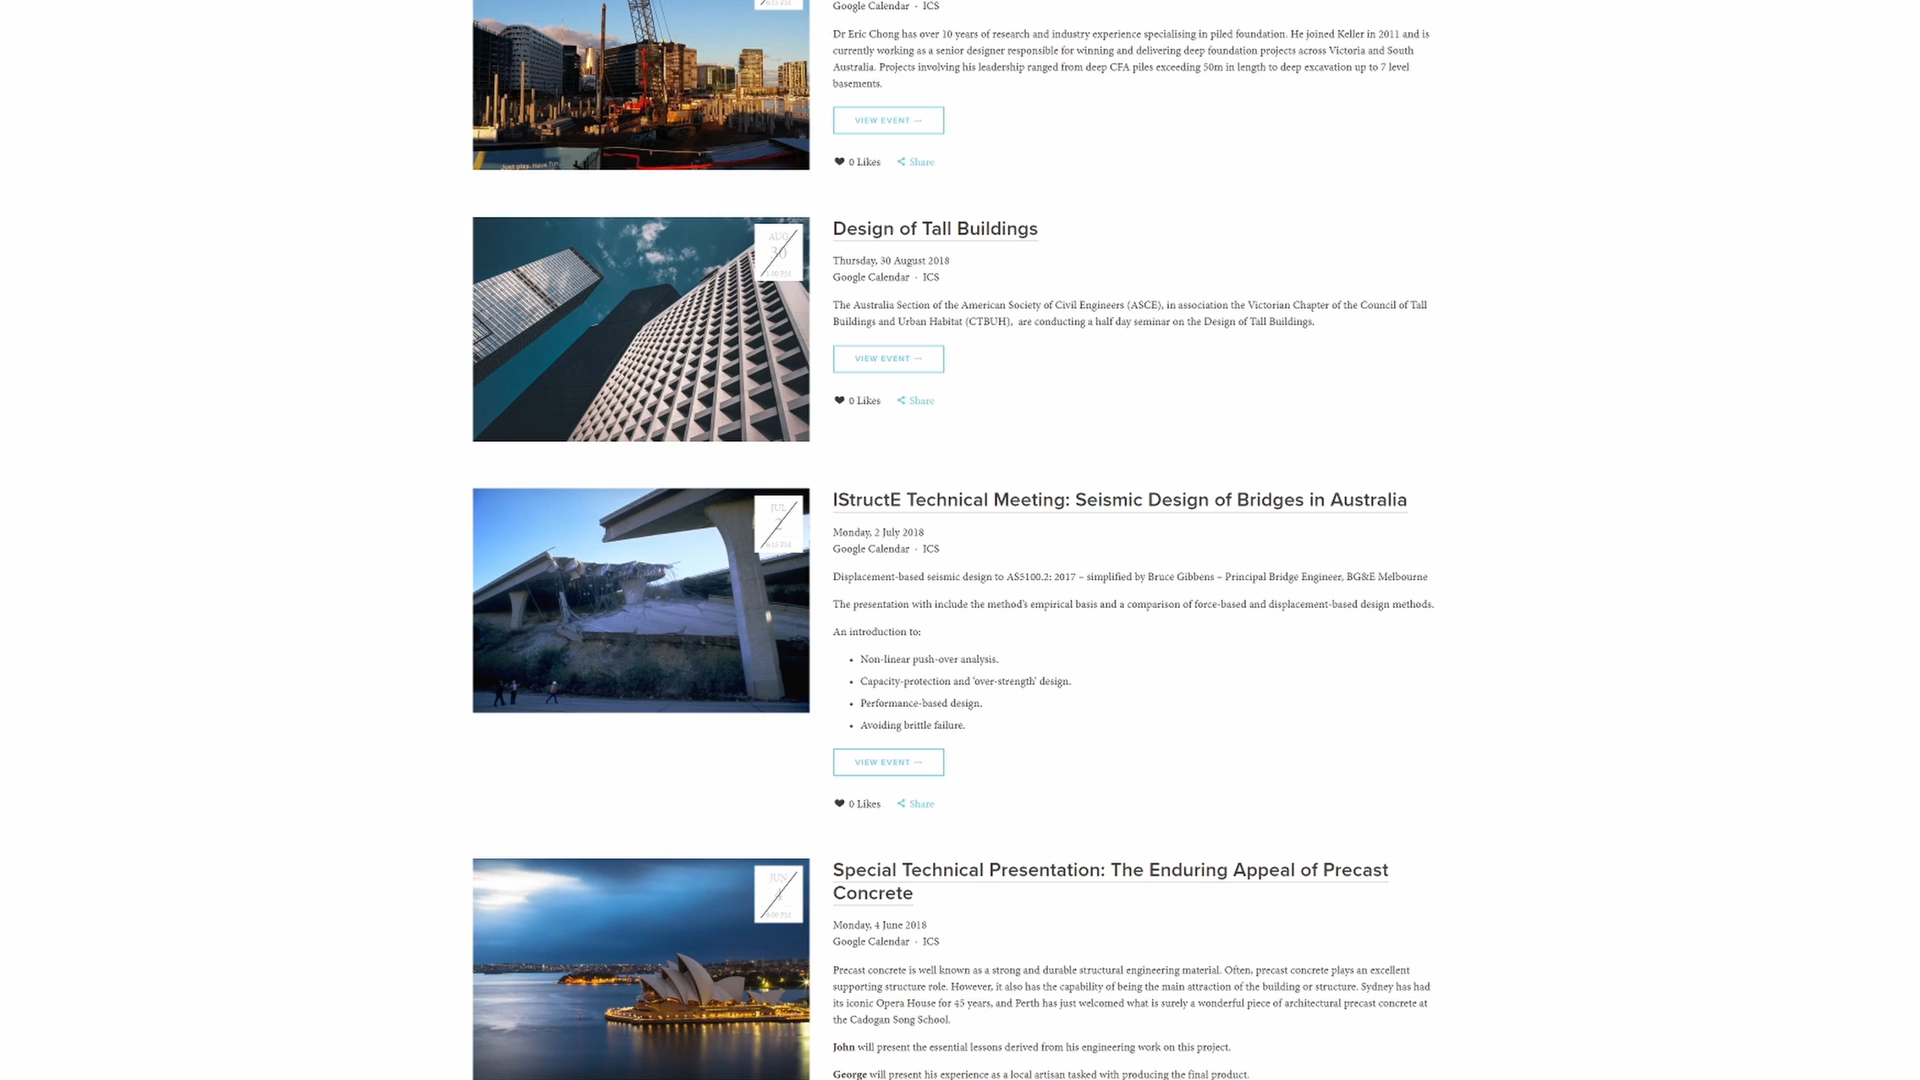 Google Calendar · ICS
Dr Eric Chong has over 10 years of research and industry experience specialising in piled foundation. He joined Keller in 2011 and is
currently working as a senior designer responsible for winning and delivering deep foundation projects across Victoria and South
Australia. Projects involving his leadership ranged from deep CFA piles exceeding 50m in length to deep excavation up to 7 level
basements.
VIEW EVENT →
0 Likes Share
Just play. Have fun.
AUG
30
Design of Tall Buildings
Thursday, 30 August 2018
Google Calendar · ICS
The Australia Section of the American Society of Civil Engineers (ASCE), in association the Victorian Chapter of the Council of Tall
Buildings and Urban Habitat (CTBUH),  are conducting a half day seminar on the Design of Tall Buildings.
VIEW EVENT →
0 Likes Share
JUL
2
IStructE Technical Meeting: Seismic Design of Bridges in Australia
Monday, 2 July 2018
Google Calendar · ICS
Displacement-based seismic design to AS5100.2: 2017 – simplified by Bruce Gibbens – Principal Bridge Engineer, BG&E Melbourne
The presentation with include the method's empirical basis and a comparison of force-based and displacement-based design methods.
An introduction to:
• Non-linear push-over analysis.
• Capacity-protection and 'over-strength' design.
• Performance-based design.
• Avoiding brittle failure.
VIEW EVENT →
0 Likes Share
JUN
4
6:00 PM
Special Technical Presentation: The Enduring Appeal of Precast
Concrete
Monday, 4 June 2018
Google Calendar · ICS
Precast concrete is well known as a strong and durable structural engineering material. Often, precast concrete plays an excellent
supporting structure role. However, it also has the capability of being the main attraction of the building or structure. Sydney has had
its iconic Opera House for 45 years, and Perth has just welcomed what is surely a wonderful piece of architectural precast concrete at
the Cadogan Song School.
John will present the essential lessons derived from his engineering work on this project.
George will present his experience as a local artisan tasked with producing the final product.